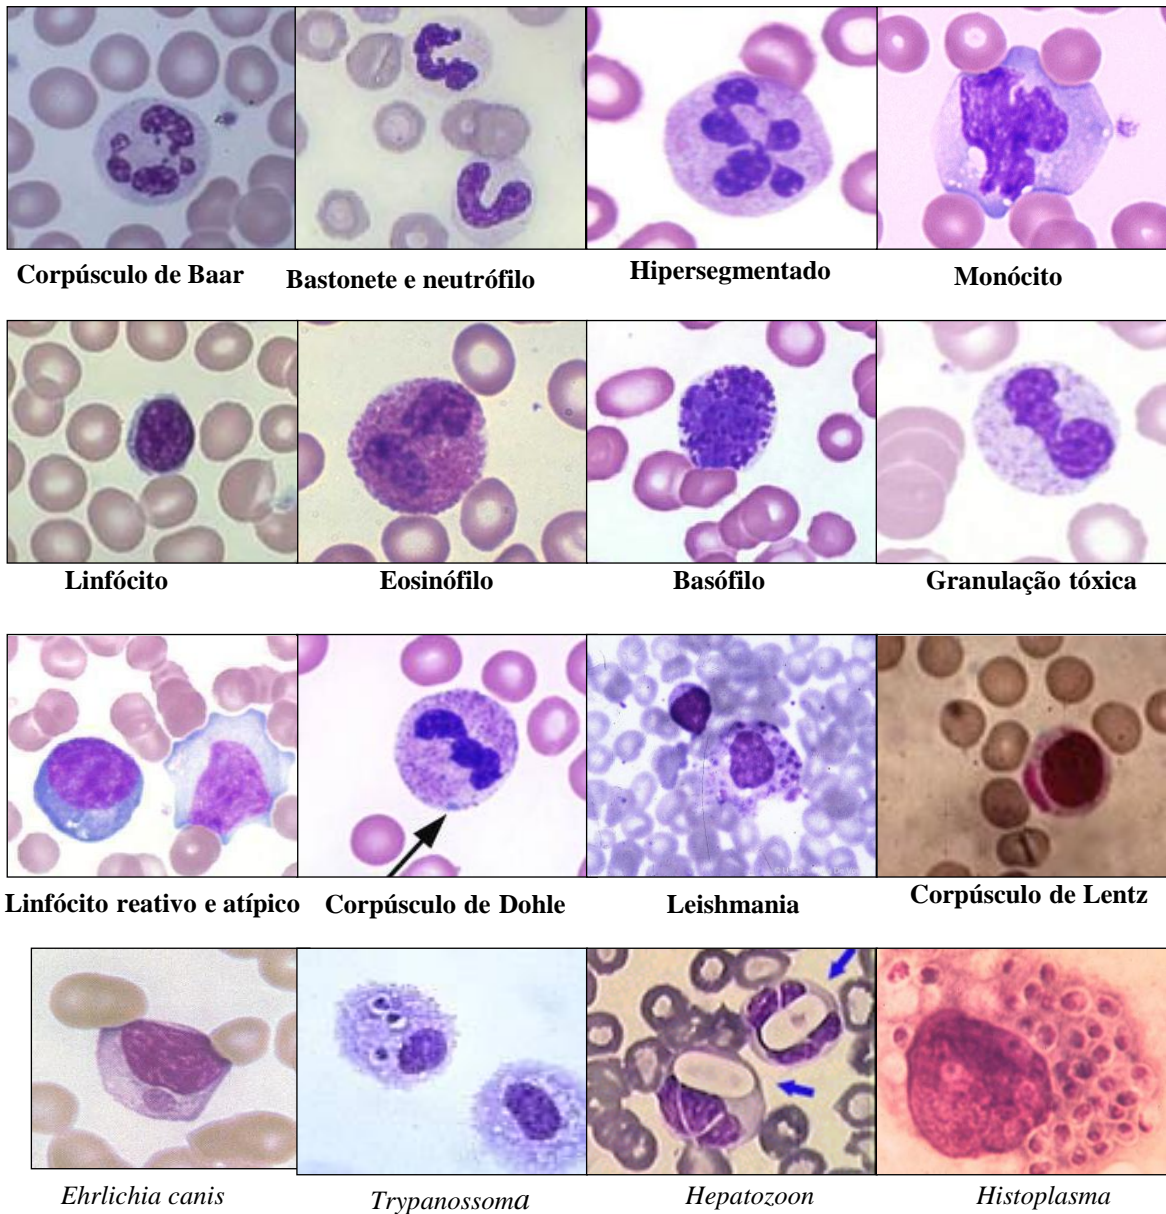 Corpúsculo de Baar
Bastonete e neutrófilo
Hipersegmentado
Monócito
Linfócito
Eosinófilo
Basófilo
Granulação tóxica
Linfócito reativo e atípico
Corpúsculo de Dohle
Leishmania
Corpúsculo de Lentz
Ehrlichia canis
Trypanossoma
Hepatozoon
Histoplasma